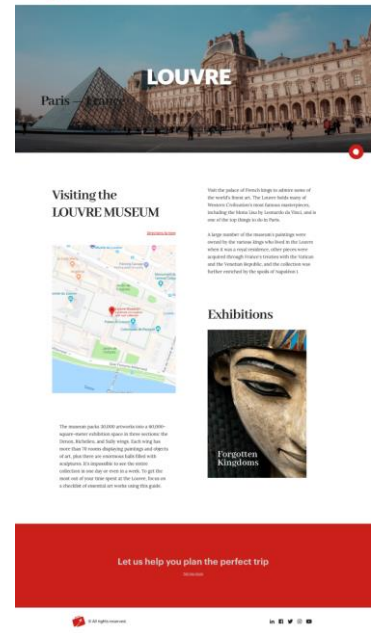 LOUVRE
Paris – Louvre
Visiting the
LOUVRE MUSEUM
The museum packs 30,000 artworks into a 60,000-
square-meter exhibition space in three sections: the
Denon, Richelieu, and Sully wings. Each wing has
more than 70 rooms displaying paintings and objects
of art, plus there are enormous halls filled with
sculptures. It's impossible to see the entire
collection in one day or even in a week. To get the
most out of your time spent at the Louvre, focus on
a checklist of essential art works using this guide.
Visit the palace of French kings to admire some of
the world's finest art. The Louvre holds many of
Western Civilization's most famous masterpieces,
including the Mona Lisa by Leonardo da Vinci, and is
one of the top things to do in Paris.
A large number of the museum's paintings were
owned by the various kings who lived in the Louvre
when it was a royal residence, other pieces were
acquired through France's treaties with the Vatican
and the Venetian Republic, and the collection was
further enriched by the spoils of Napoléon I.
Exhibitions
Forgotten
Kingdoms
Let us help you plan the perfect trip
© All rights reserved